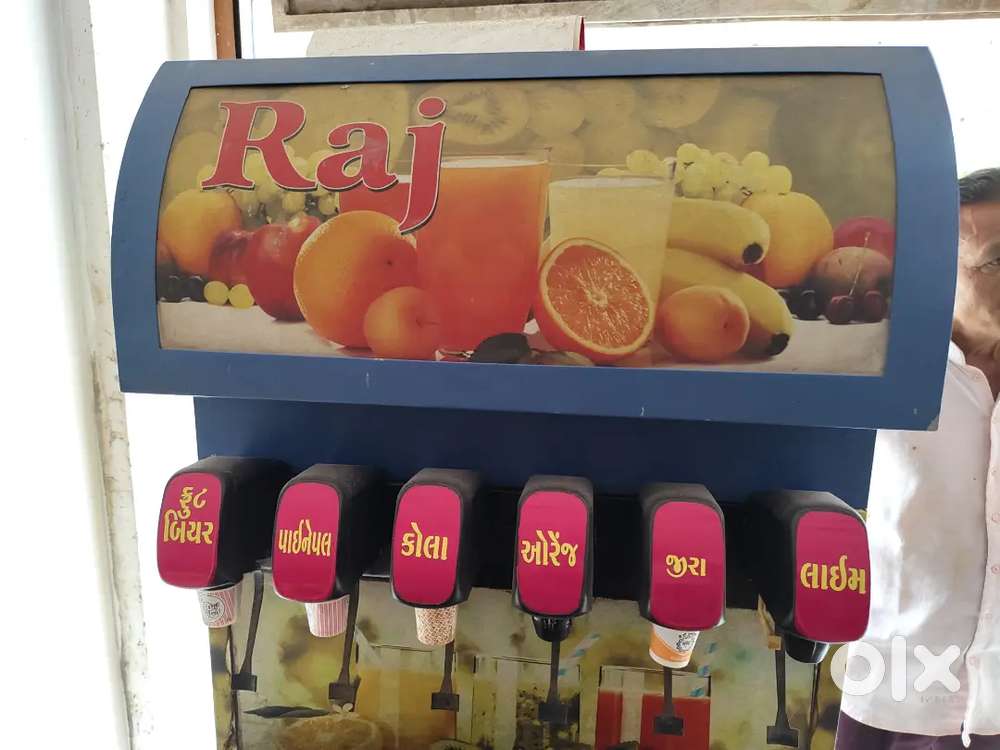 Raj
ફ્રુટ
બિયર
પાઈનેપલ
કોલા
ઓરેંજ
જીરા
લાઈમ
olx